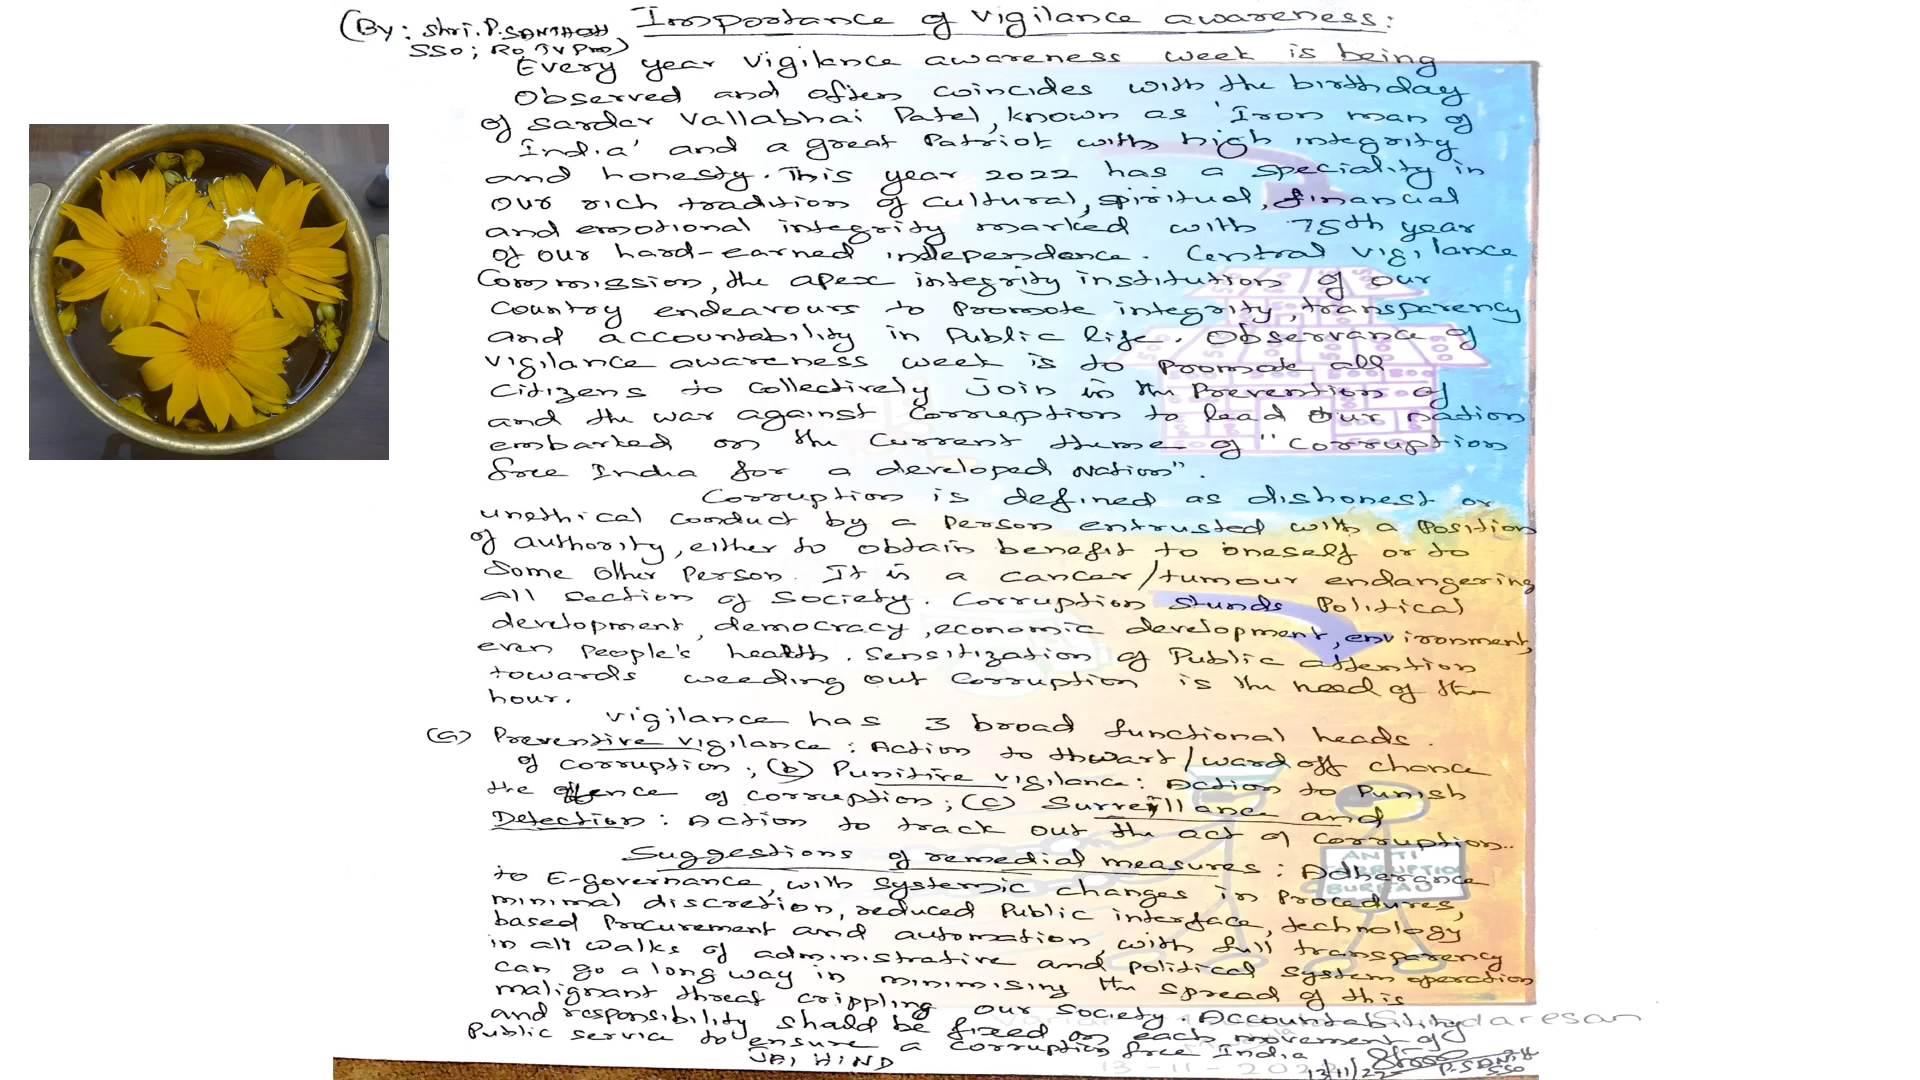 Importance of vigilance awareness:
(By: Shri. P. SANTHOSH
SSO; RO, TVPM)
Every year vigilance awareness week is being
observed and often coincides with the birthday
of Sardar Vallabhai Patel, known as 'Iron man of
India' and a great Patriot with high integrity
and honesty. This year 2022 has a speciality in
our rich tradition of cultural, spiritual, financial
and emotional integrity marked with 75th year
of our hard-earned independence. Central vigilance
Commission, the apex integrity institution of our
country endeavours to promote integrity, transparency
and accountability in Public life. Observance of
vigilance awareness week is to promote all
citizens to collectively join in the Prevention of
and the war against Corruption to lead our nation
embarked on the current theme of "Corruption
free India for a developed Nation".
Corruption is defined as dishonest or
unethical conduct by a person entrusted with a position
of authority, either to obtain benefit to oneself or to
some other person. It is a cancer/tumour endangering
all section of society. Corruption stunds Political
development, democracy, economic development, environment,
even People's health. Sensitization of Public attention
towards weeding out corruption is the need of the
hour.
Vigilance has 3 broad functional heads.
(a) Preventive vigilance: Action to thwart/ward off chance
of corruption; (b) Punitive vigilance: Action to Punish
the offence of corruption; (c) Surveillance and
Detection: Action to track out the act of corruption..
Suggestions of remedial measures: Adherance
to E-governance, with systemic changes in Procedures,
minimal discretion, reduced Public interface, technology
based Procurement and automation, with full transparency
in all walks of administrative and political system operation
can go a long way in minimising the spread of this
malignant threat crippling our society. Accountability
and responsibility should be fixed on each movement of
Public service to ensure a corruption free India
JAI HIND
13/11/22
P. SANTH
SSO
ANTI
CORRUPTION
BUREAU
Sundaresan
13-11-202